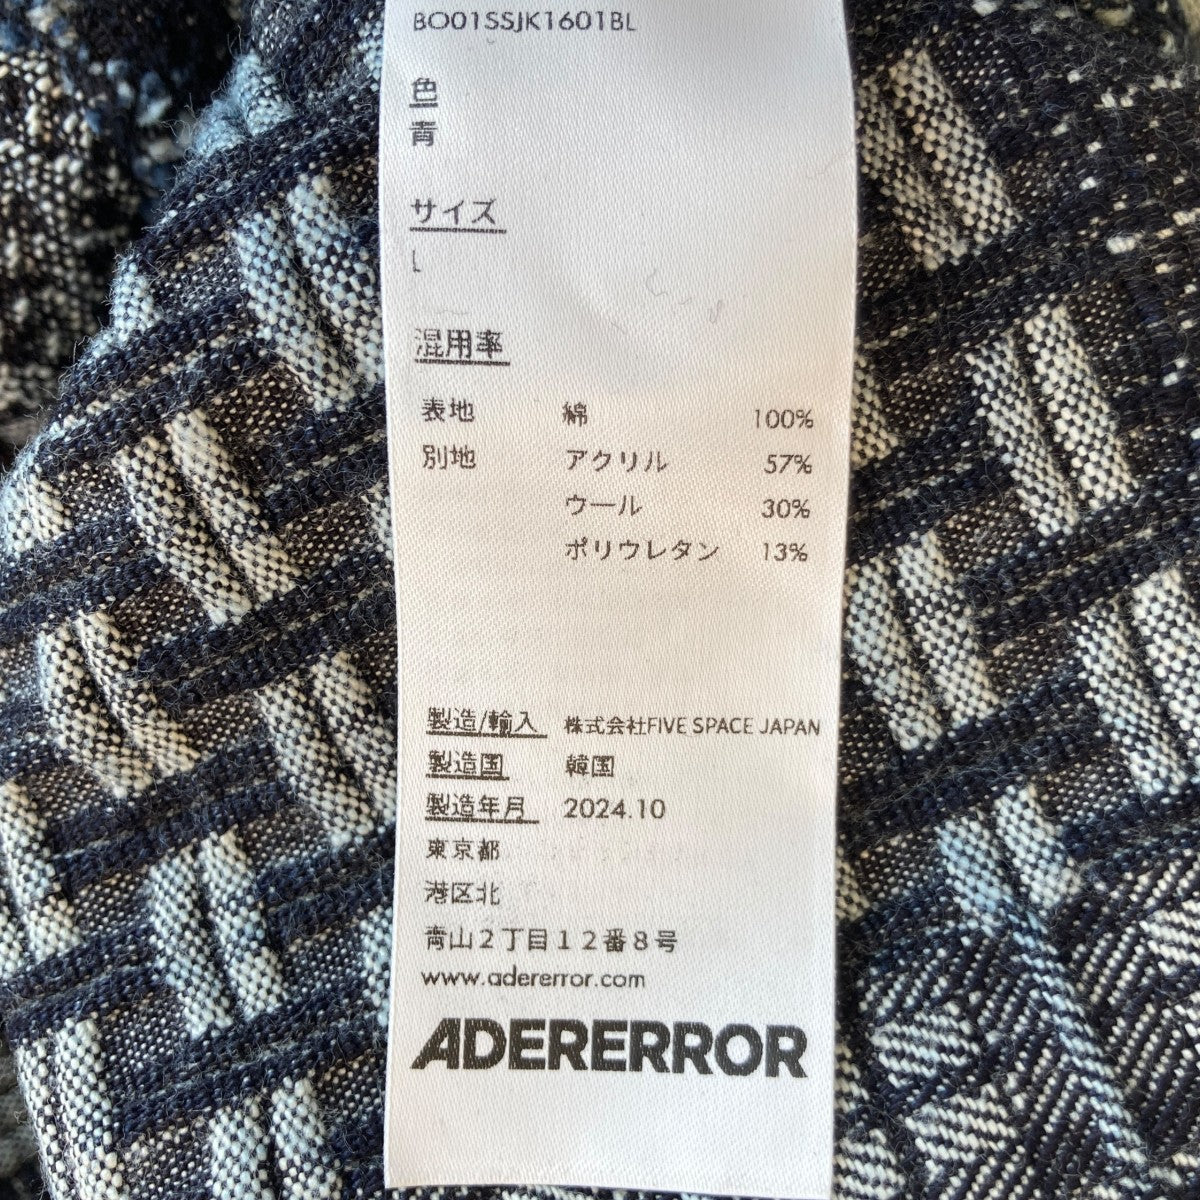 BO01SSJK1601BL
色
青
サイズ
L
混用率
表地 綿 100%
別地 アクリル 57%
ウール 30%
ポリウレタン 13%
製造/輸入 株式会社FIVE SPACE JAPAN
製造国 韓国
製造年月 2024.10
東京都
港区北
青山2丁目12番8号
www.adererror.com
ADERERROR